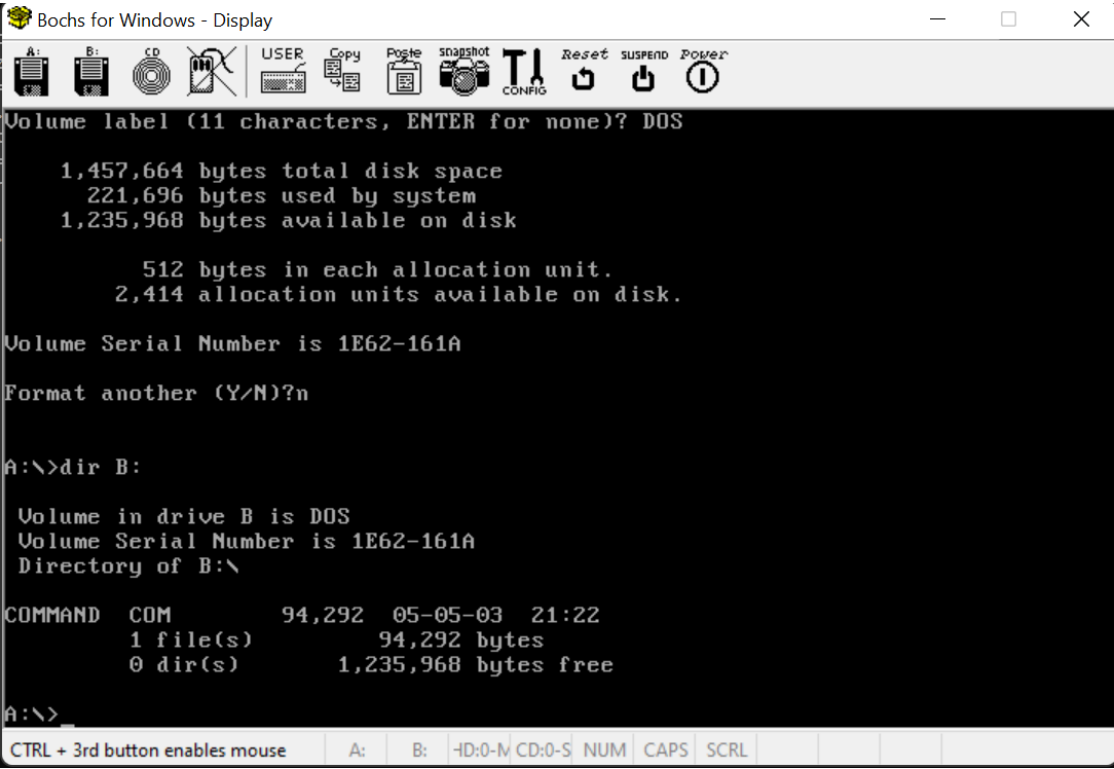 Bochs for Windows - Display
A: B: CD USER Copy Poste snapshot CONFIG Reset SUSPEND Power
Volume label (11 characters, ENTER for none)? DOS
1,457,664 bytes total disk space
221,696 bytes used by system
1,235,968 bytes available on disk
512 bytes in each allocation unit.
2,414 allocation units available on disk.
Volume Serial Number is 1E62-161A
Format another (Y/N)?n
A:\>dir B:
Volume in drive B is DOS
Volume Serial Number is 1E62-161A
Directory of B:\
COMMAND COM 94,292 05-05-03 21:22
1 file(s) 94,292 bytes
0 dir(s) 1,235,968 bytes free
A:\>_
CTRL + 3rd button enables mouse A: B: HD:0-M CD:0-S NUM CAPS SCRL